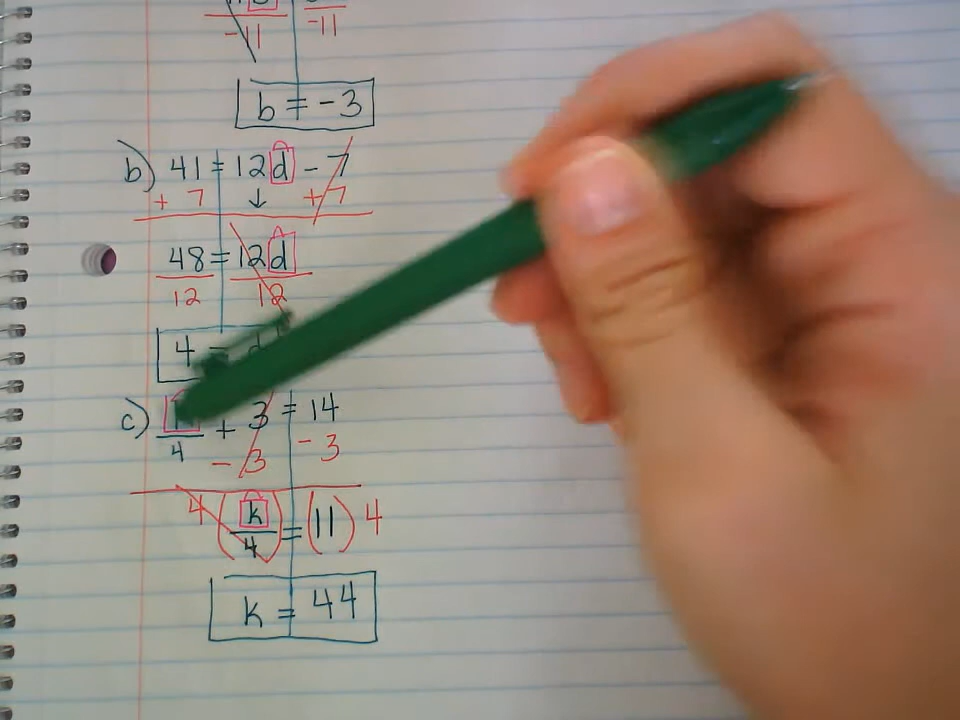 -11 -11
b = -3
b) 41 = 12d - 7
+ 7 ↓ + 7
48 = 12d
12 12
4 =
c) + 3 = 14
4 - 3 - 3
4 (k/4) = (11) 4
k = 44